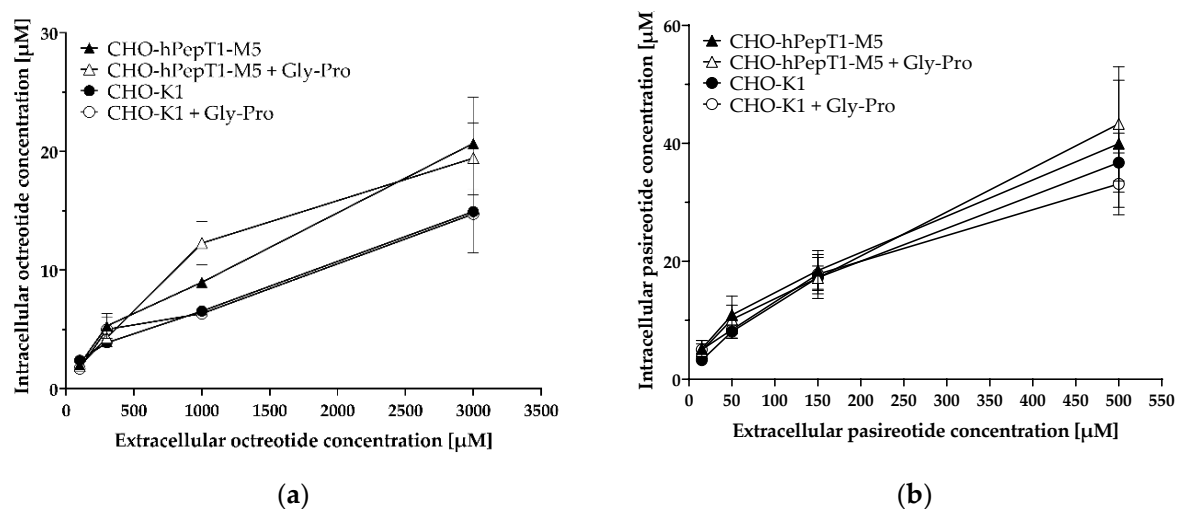 Intracellular octreotide concentration [µM]
30
20
10
0
CHO-hPepT1-M5
CHO-hPepT1-M5 + Gly-Pro
CHO-K1
CHO-K1 + Gly-Pro
0 500 1000 1500 2000 2500 3000 3500
Extracellular octreotide concentration [µM]
(a)
Intracellular pasireotide concentration [µM
60
40
20
0
CHO-hPepT1-M5
CHO-hPepT1-M5 + Gly-Pro
CHO-K1
CHO-K1 + Gly-Pro
0 50 100 150 200 250 300 350 400 450 500 550
Extracellular pasireotide concentration [µM]
(b)